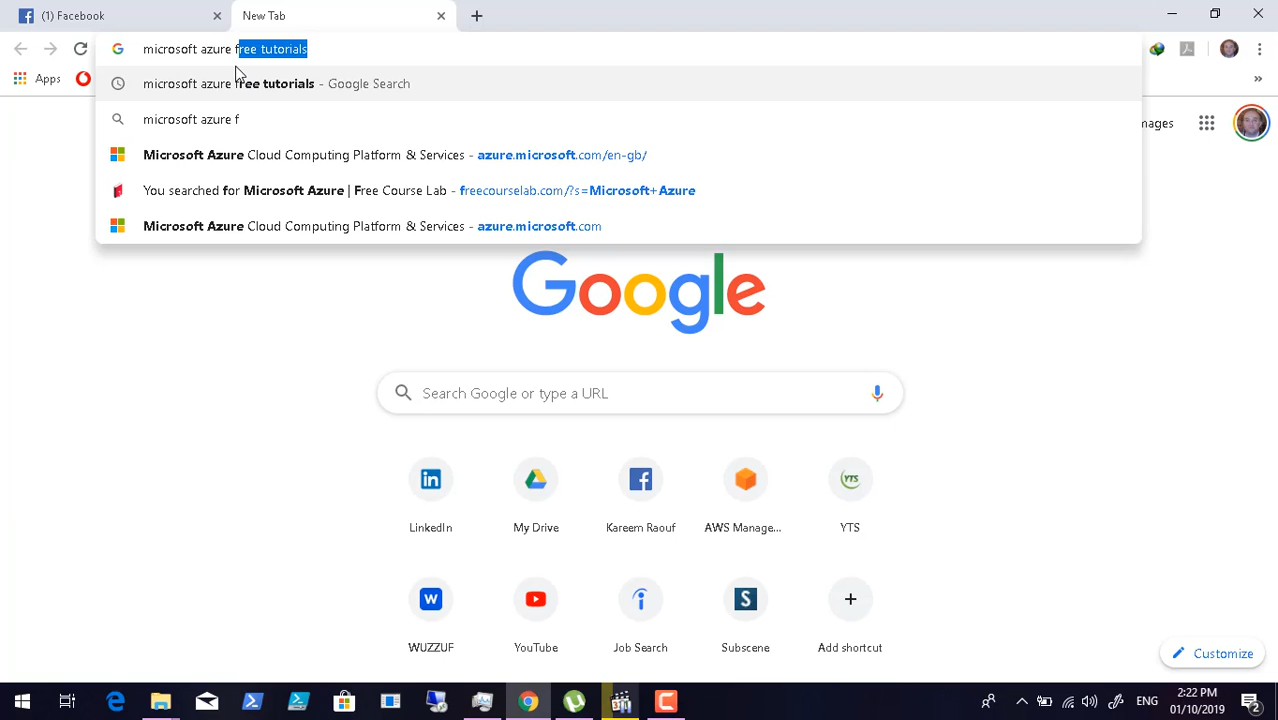 (1) Facebook
New Tab
microsoft azure free tutorials
Apps
microsoft azure free tutorials - Google Search
microsoft azure f
Microsoft Azure Cloud Computing Platform & Services - azure.microsoft.com/en-gb/
You searched for Microsoft Azure | Free Course Lab - freecourselab.com/?s=Microsoft+Azure
Microsoft Azure Cloud Computing Platform & Services - azure.microsoft.com
mages
Google
Search Google or type a URL
LinkedIn
My Drive
Kareem Raouf
AWS Manage...
YTS
YTS
WUZZUF
YouTube
Job Search
Subscene
Add shortcut
Customize
ENG
2:22 PM
01/10/2019
2